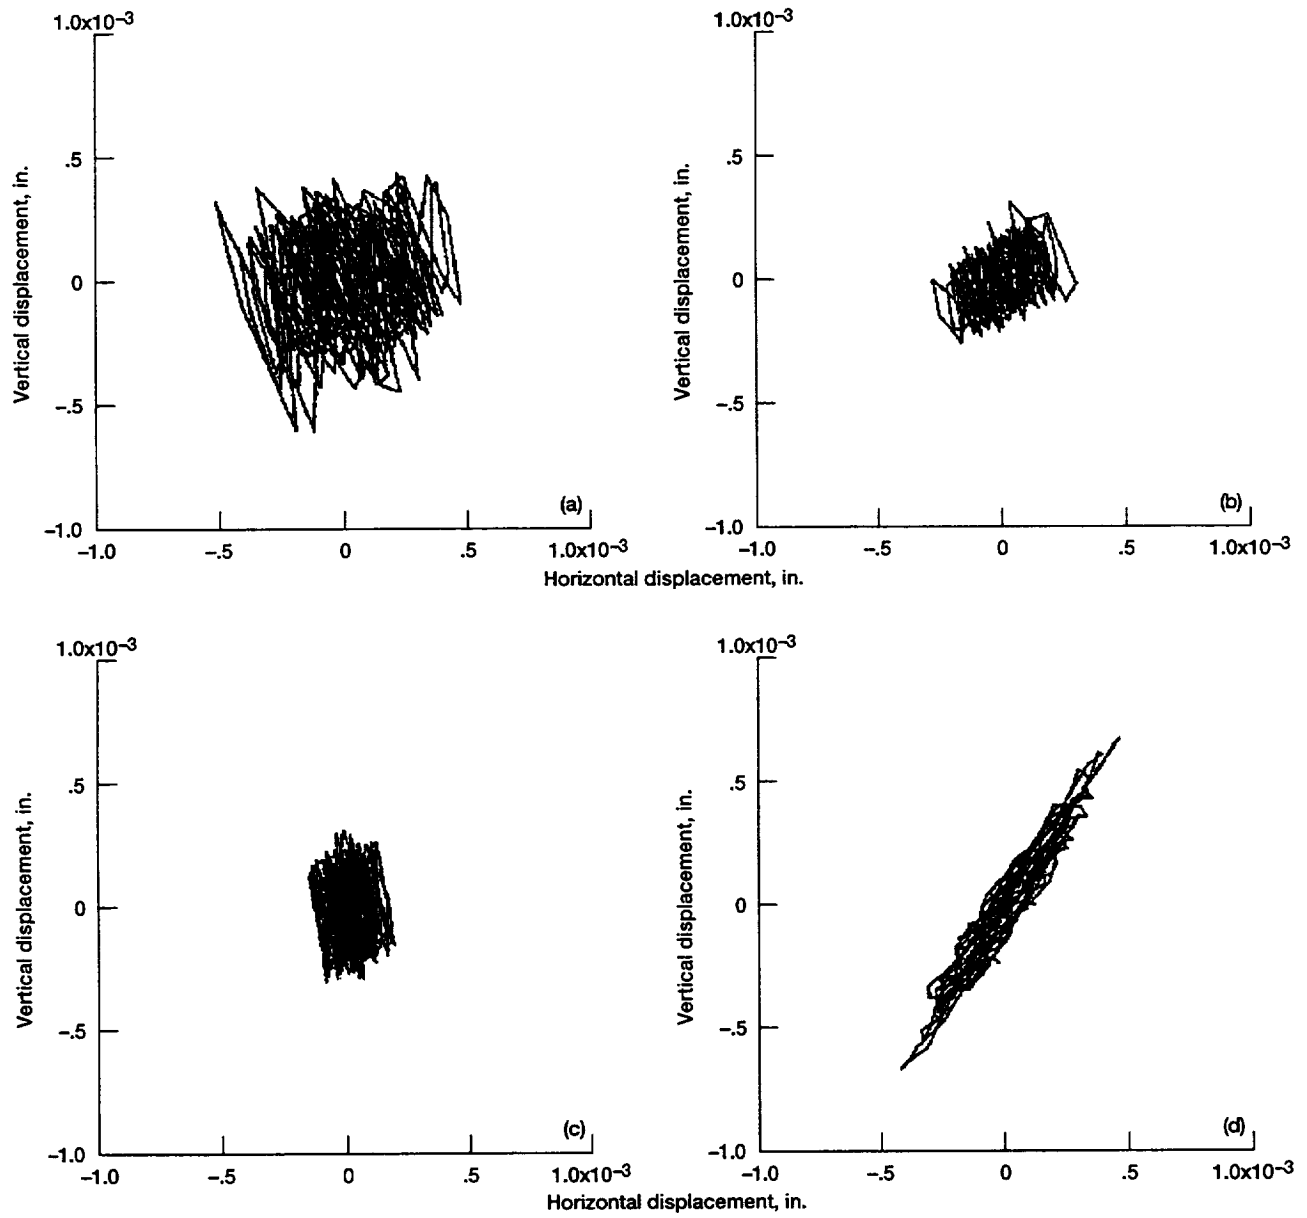 1.0x10–3
.5
0
–.5
–1.0
Vertical displacement, in.
(a)
–1.0 –.5 0 .5 1.0x10–3
1.0x10–3
.5
0
–.5
–1.0
Vertical displacement, in.
(b)
–1.0 –.5 0 .5 1.0x10–3
Horizontal displacement, in.
1.0x10–3
.5
0
–.5
–1.0
Vertical displacement, in.
(c)
–1.0 –.5 0 .5 1.0x10–3
1.0x10–3
.5
0
–.5
–1.0
Vertical displacement, in.
(d)
–1.0 –.5 0 .5 1.0x10–3
Horizontal displacement, in.